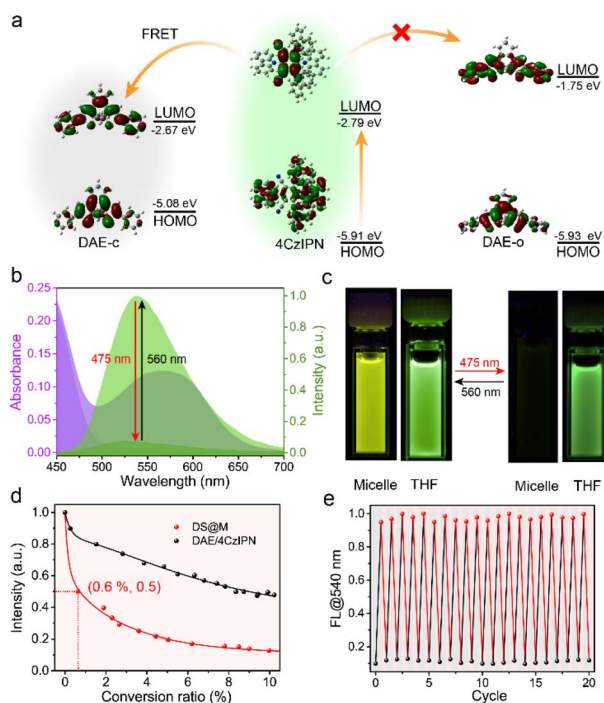 a
FRET
LUMO
-2.67 eV
-5.08 eV
HOMO
DAE-c
LUMO
-2.79 eV
-5.91 eV
HOMO
4CzIPN
LUMO
-1.75 eV
-5.93 eV
HOMO
DAE-o
b
0.25
0.20
0.15
0.10
0.05
0.00
Absorbance
475 nm
560 nm
1.0
0.8
0.6
0.4
0.2
0.0
Intensity (a.u.)
450 500 550 600 650 700
Wavelength (nm)
c
475 nm
560 nm
Micelle THF
Micelle THF
d
1.0
0.8
0.6
0.4
0.2
0.0
Intensity (a.u.)
DS@M
DAE/4CzIPN
(0.6 %, 0.5)
0 2 4 6 8 10
Conversion ratio (%)
e
1.0
0.8
0.6
0.4
0.2
FL@540 nm
0 5 10 15 20
Cycle